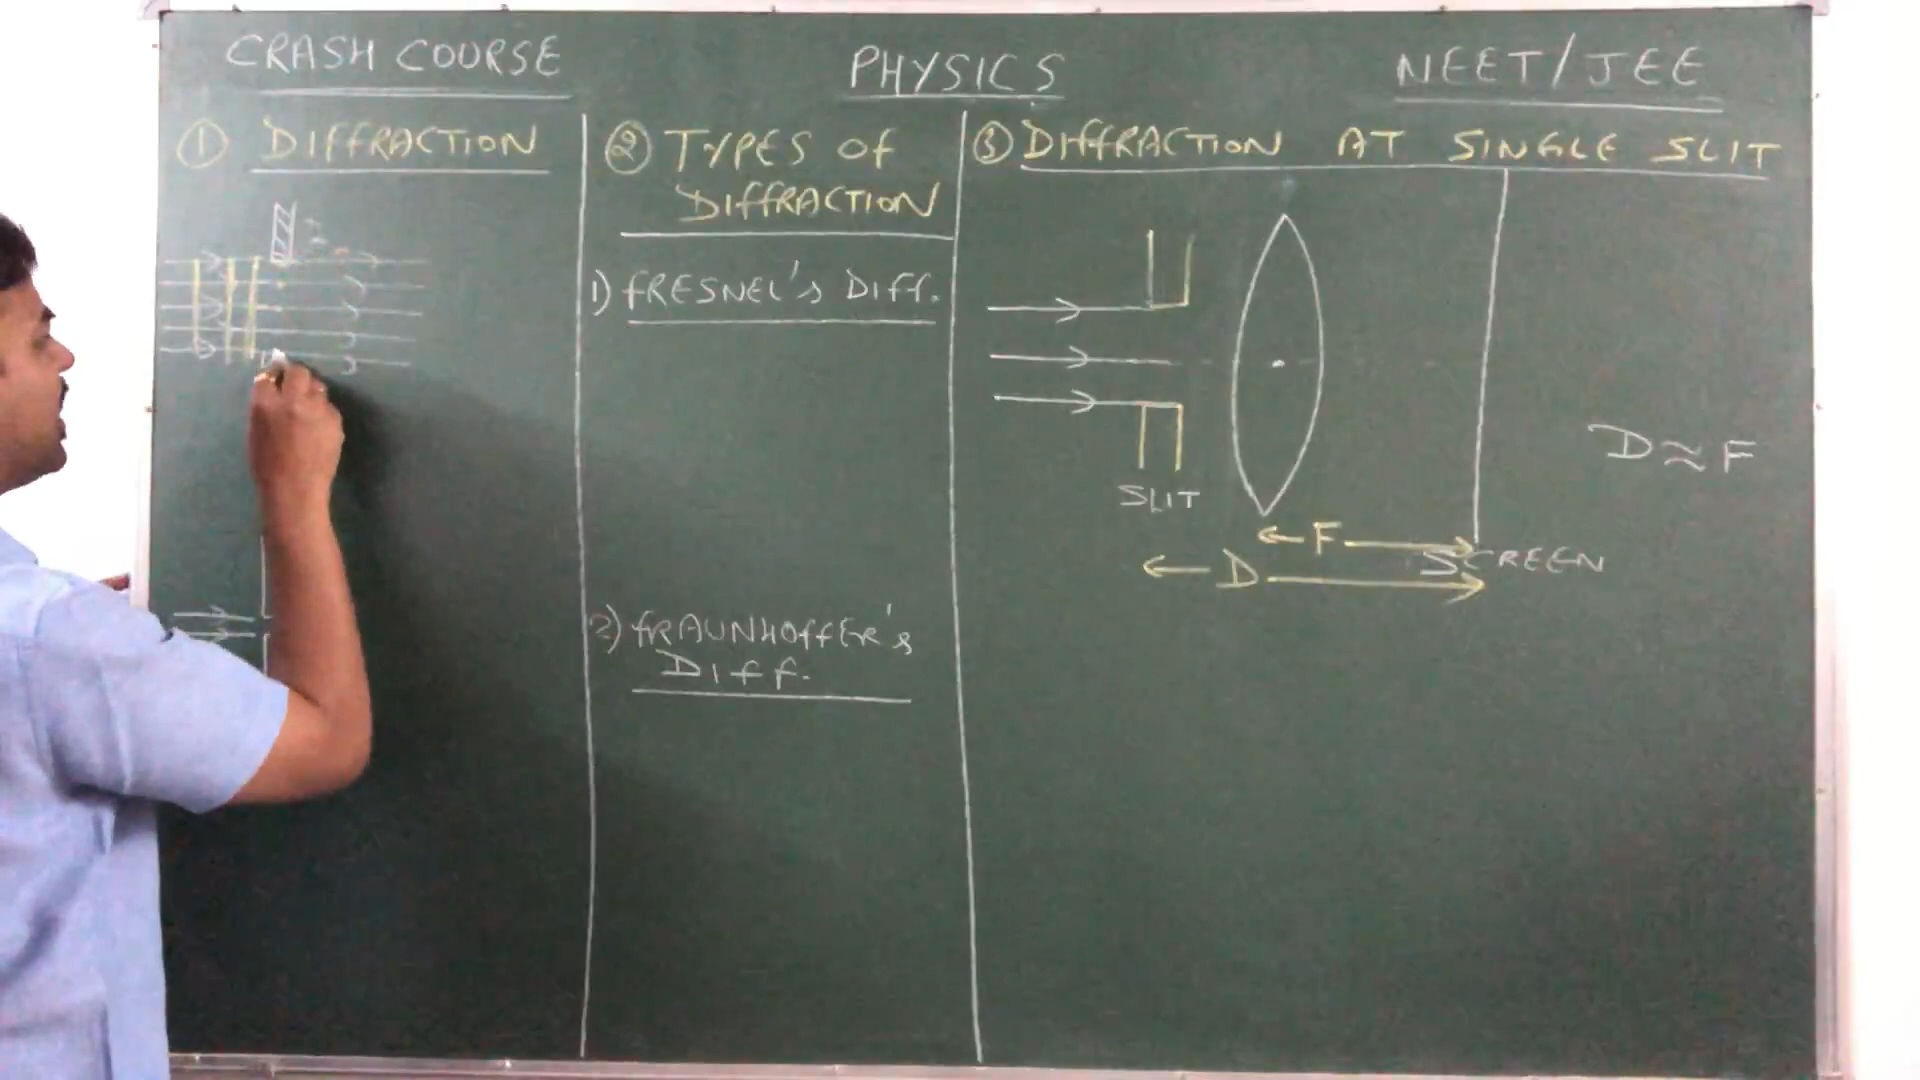 CRASH COURSE
PHYSICS
NEET/JEE
① DIFFRACTION
② TYPES OF
DIFFRACTION
1) FRESNEL'S DIFF.
2) FRAUNHOFFER'S
DIFF.
③ DIFFRACTION AT SINGLE SLIT
SLIT
F
SCREEN
D
D≈F